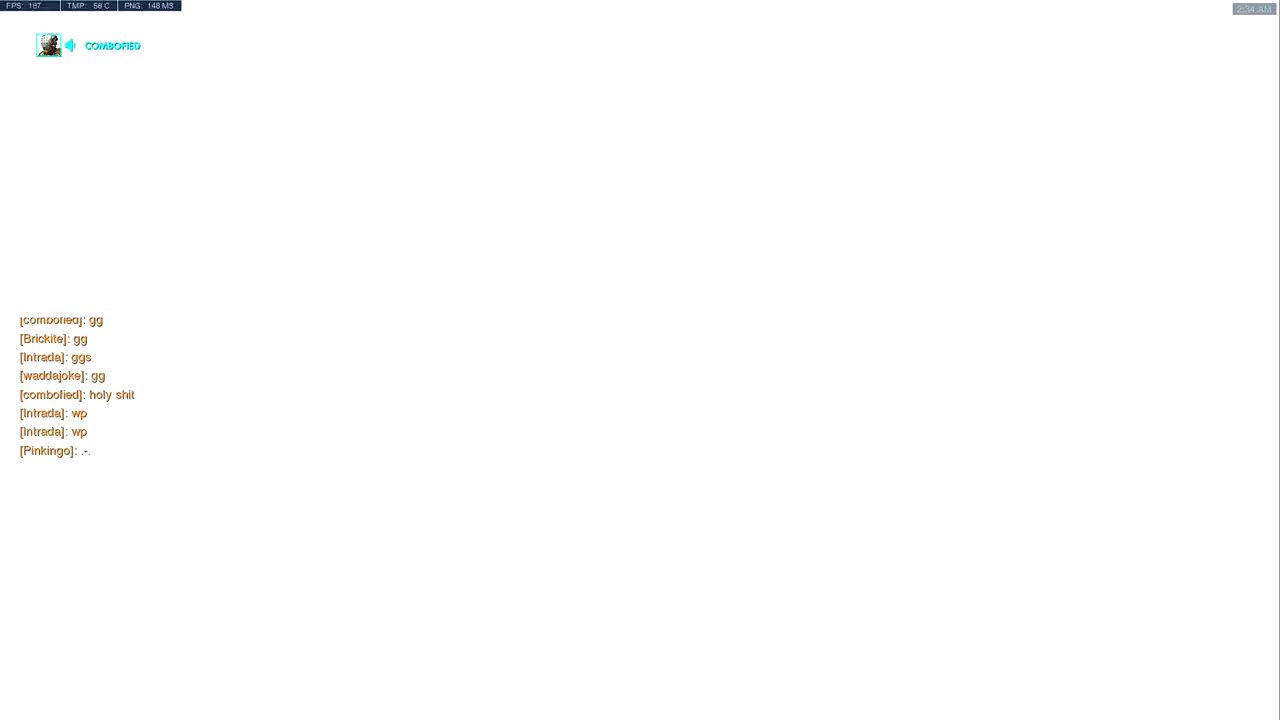 FPS: 187... TMP: 58 C PNG: 148 MS
2:34 AM
COMBOFIED
[combofied]: gg
[Brickite]: gg
[Intrada]: ggs
[waddajoke]: gg
[combofied]: holy shit
[Intrada]: wp
[Intrada]: wp
[Pinkingo]: .-.